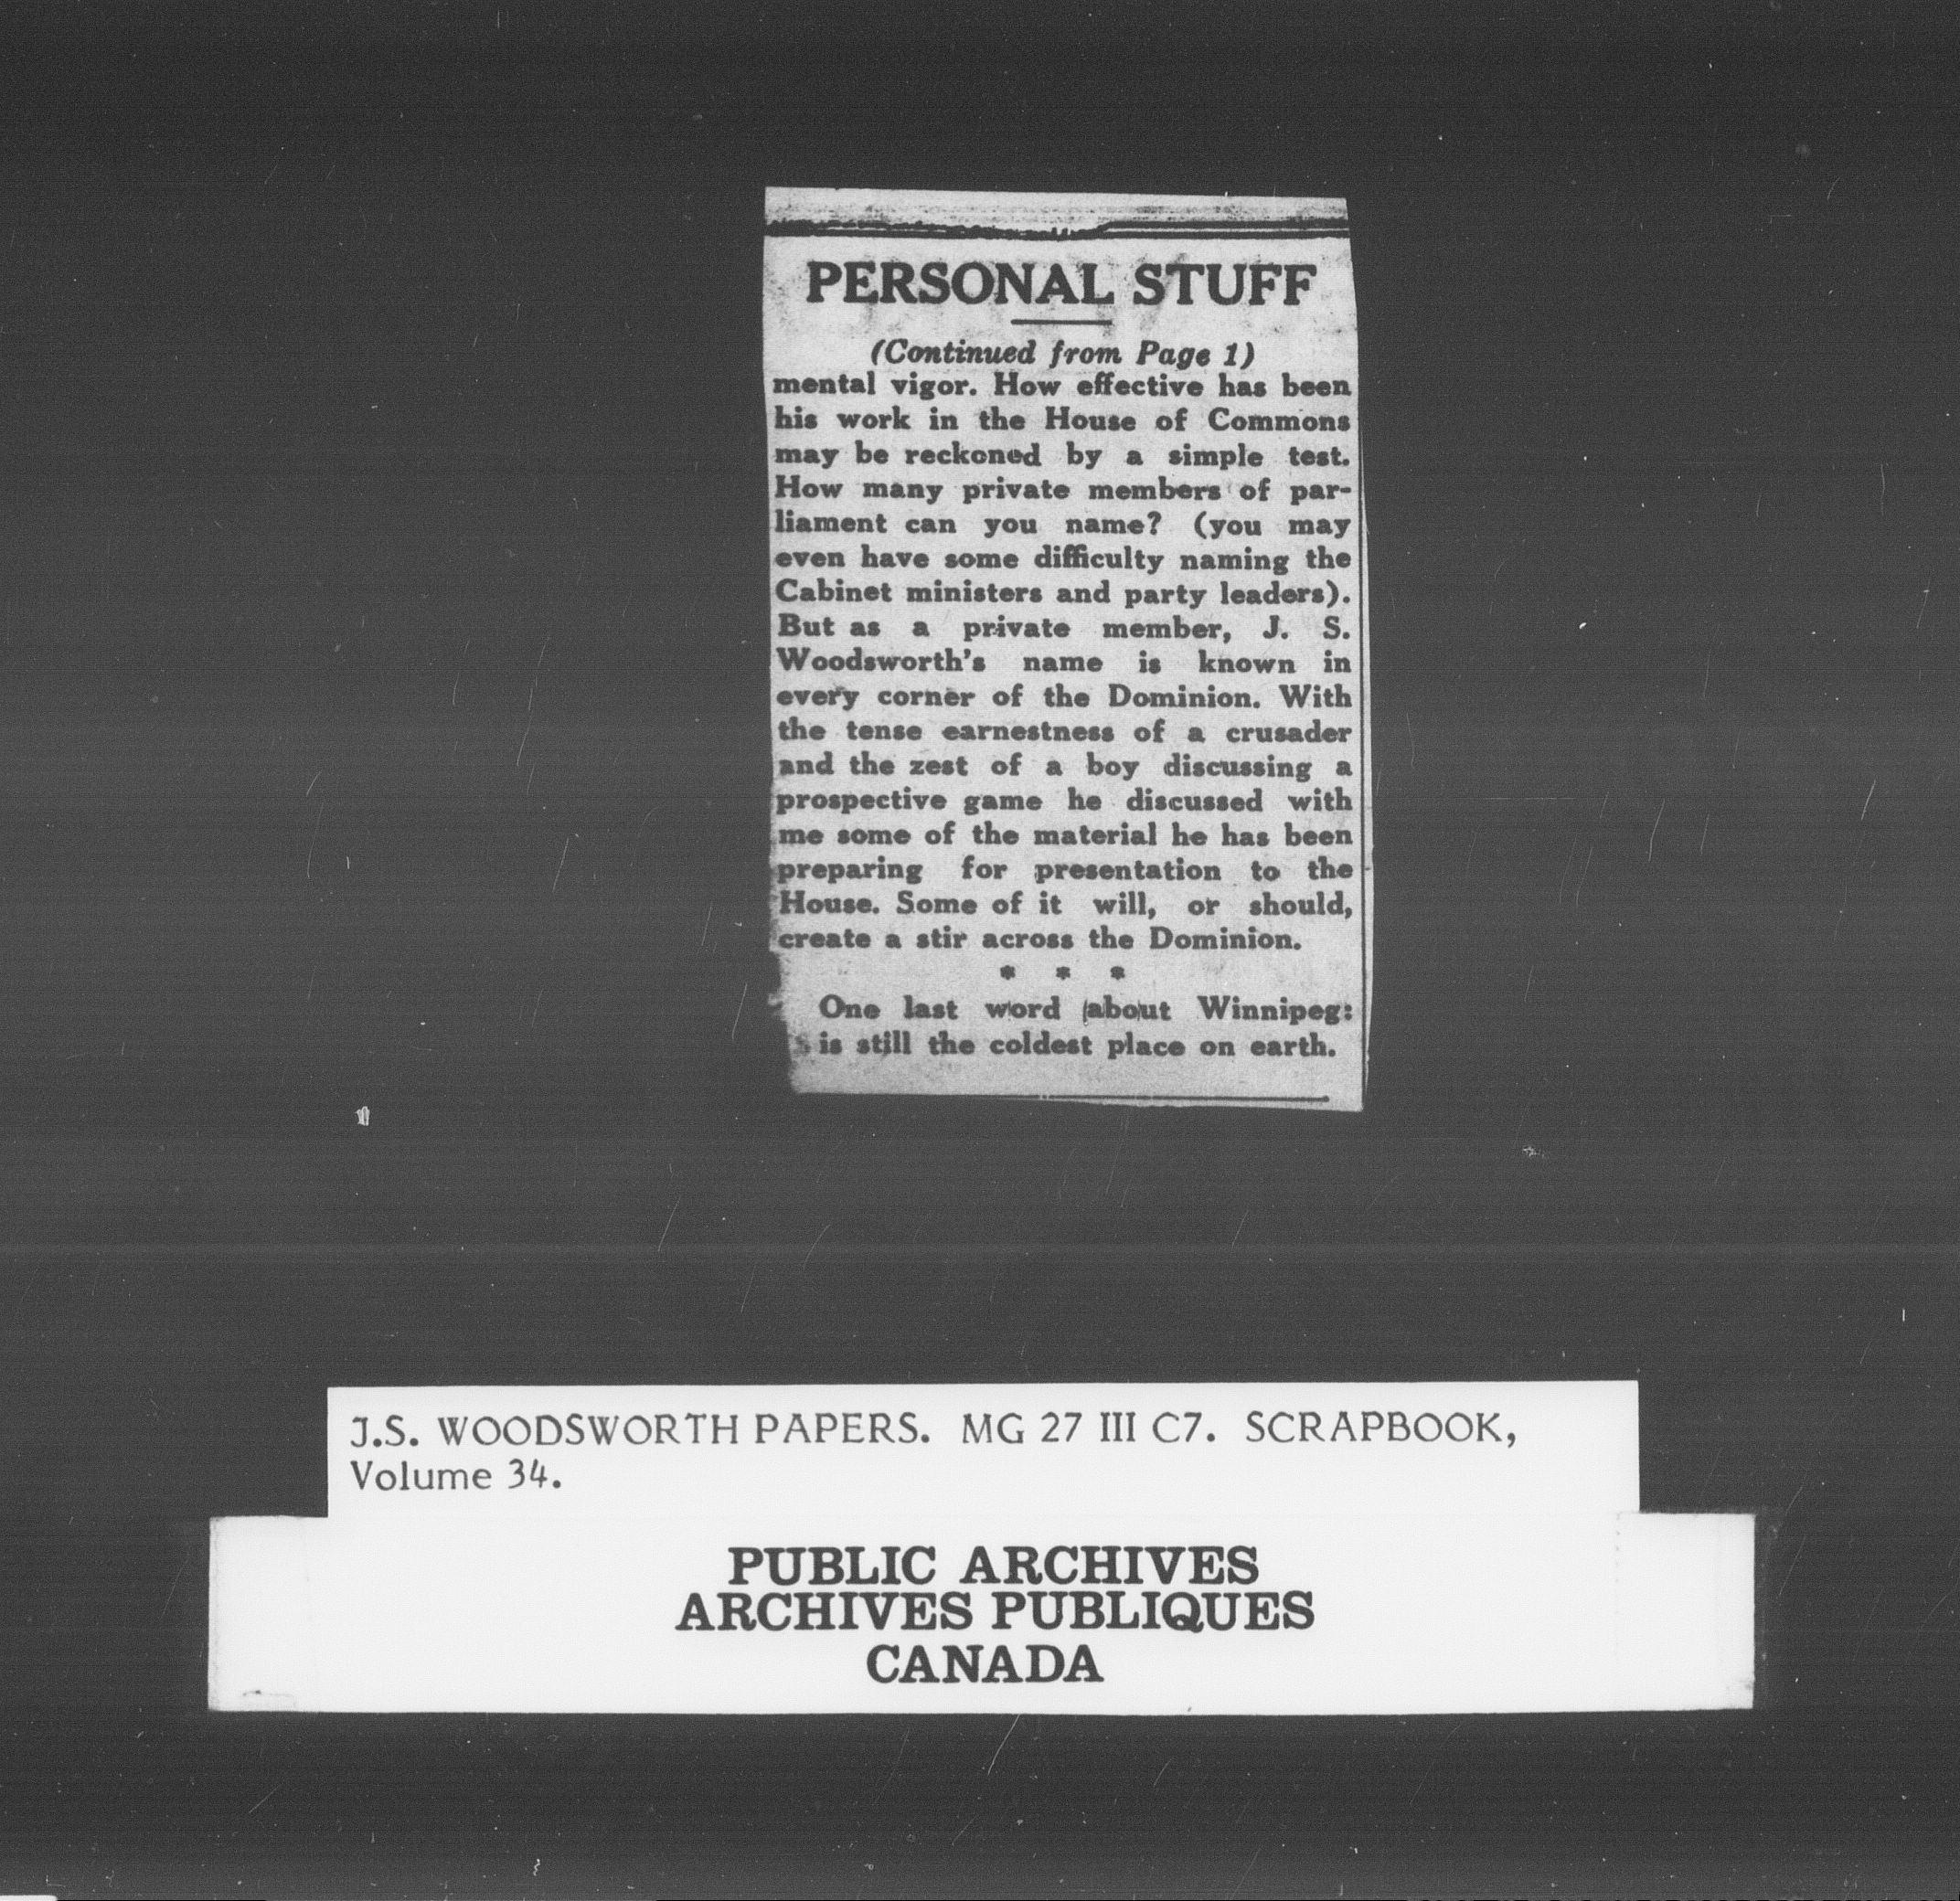 PERSONAL STUFF
(Continued from Page 1)
mental vigor. How effective has been
his work in the House of Commons
may be reckoned by a simple test.
How many private members of par-
liament can you name? (you may
even have some difficulty naming the
Cabinet ministers and party leaders).
But as a private member, J. S.
Woodsworth's name is known in
every corner of the Dominion. With
the tense earnestness of a crusader
and the zest of a boy discussing a
prospective game he discussed with
me some of the material he has been
preparing for presentation to the
House. Some of it will, or should,
create a stir across the Dominion.
* * *
One last word about Winnipeg:
is still the coldest place on earth.
J.S. WOODSWORTH PAPERS. MG 27 III C7. SCRAPBOOK,
Volume 34.
PUBLIC ARCHIVES
ARCHIVES PUBLIQUES
CANADA